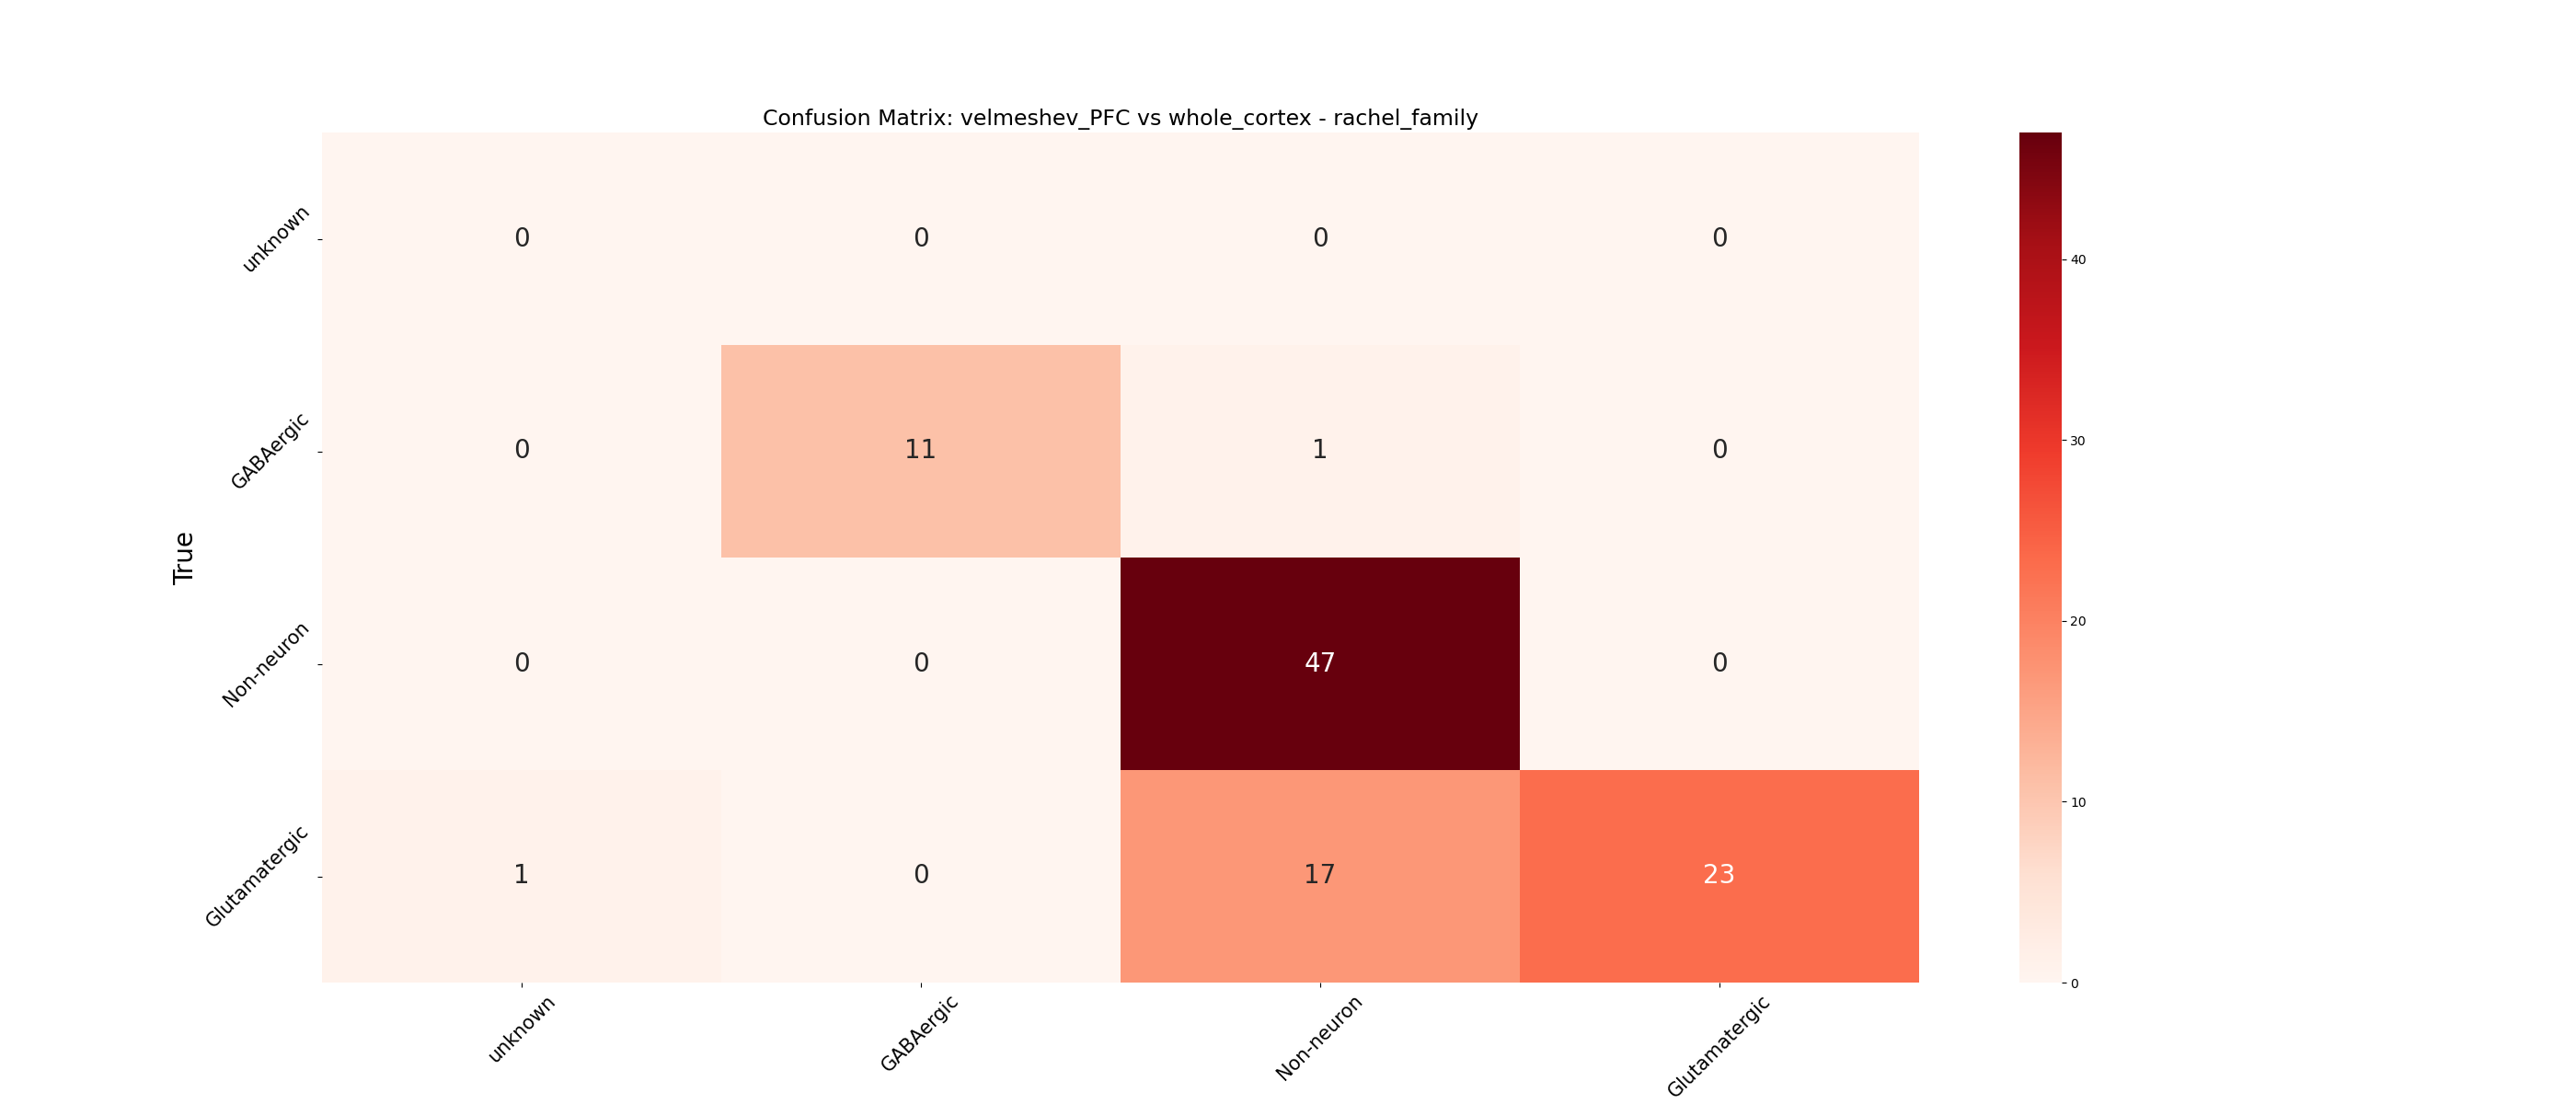 Confusion Matrix: velmeshev_PFC vs whole_cortex - rachel_family
True
unknown
0 0 0 0
GABAergic
0 11 1 0
Non-neuron
0 0 47 0
Glutamatergic
1 0 17 23
unknown GABAergic Non-neuron Glutamatergic
40
30
20
10
0